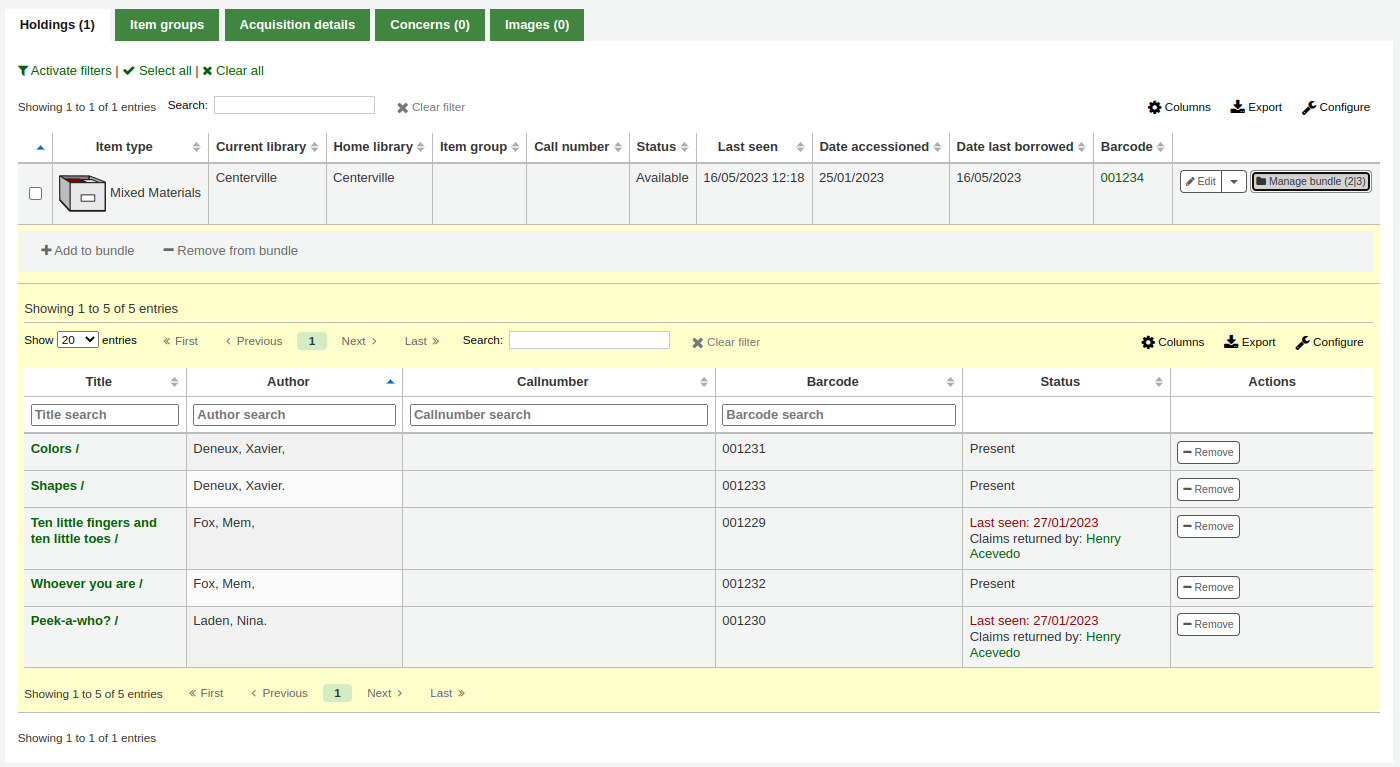 Holdings (1) Item groups Acquisition details Concerns (0) Images (0)
Activate filters | Select all | Clear all
Showing 1 to 1 of 1 entries Search: Clear filter Columns Export Configure
Item type Current library Home library Item group Call number Status Last seen Date accessioned Date last borrowed Barcode
Mixed Materials Centerville Centerville Available 16/05/2023 12:18 25/01/2023 16/05/2023 001234 Edit Manage bundle (2|3)
Add to bundle Remove from bundle
Showing 1 to 5 of 5 entries
Show 20 entries First Previous 1 Next Last Search: Clear filter Columns Export Configure
Title Author Callnumber Barcode Status Actions
Title search Author search Callnumber search Barcode search
Colors / Deneux, Xavier, 001231 Present Remove
Shapes / Deneux, Xavier. 001233 Present Remove
Ten little fingers and Fox, Mem, 001229 Last seen: 27/01/2023 Remove
ten little toes / Claims returned by: Henry
Acevedo
Whoever you are / Fox, Mem, 001232 Present Remove
Peek-a-who? / Laden, Nina. 001230 Last seen: 27/01/2023 Remove
Claims returned by: Henry
Acevedo
Showing 1 to 5 of 5 entries First Previous 1 Next Last
Showing 1 to 1 of 1 entries